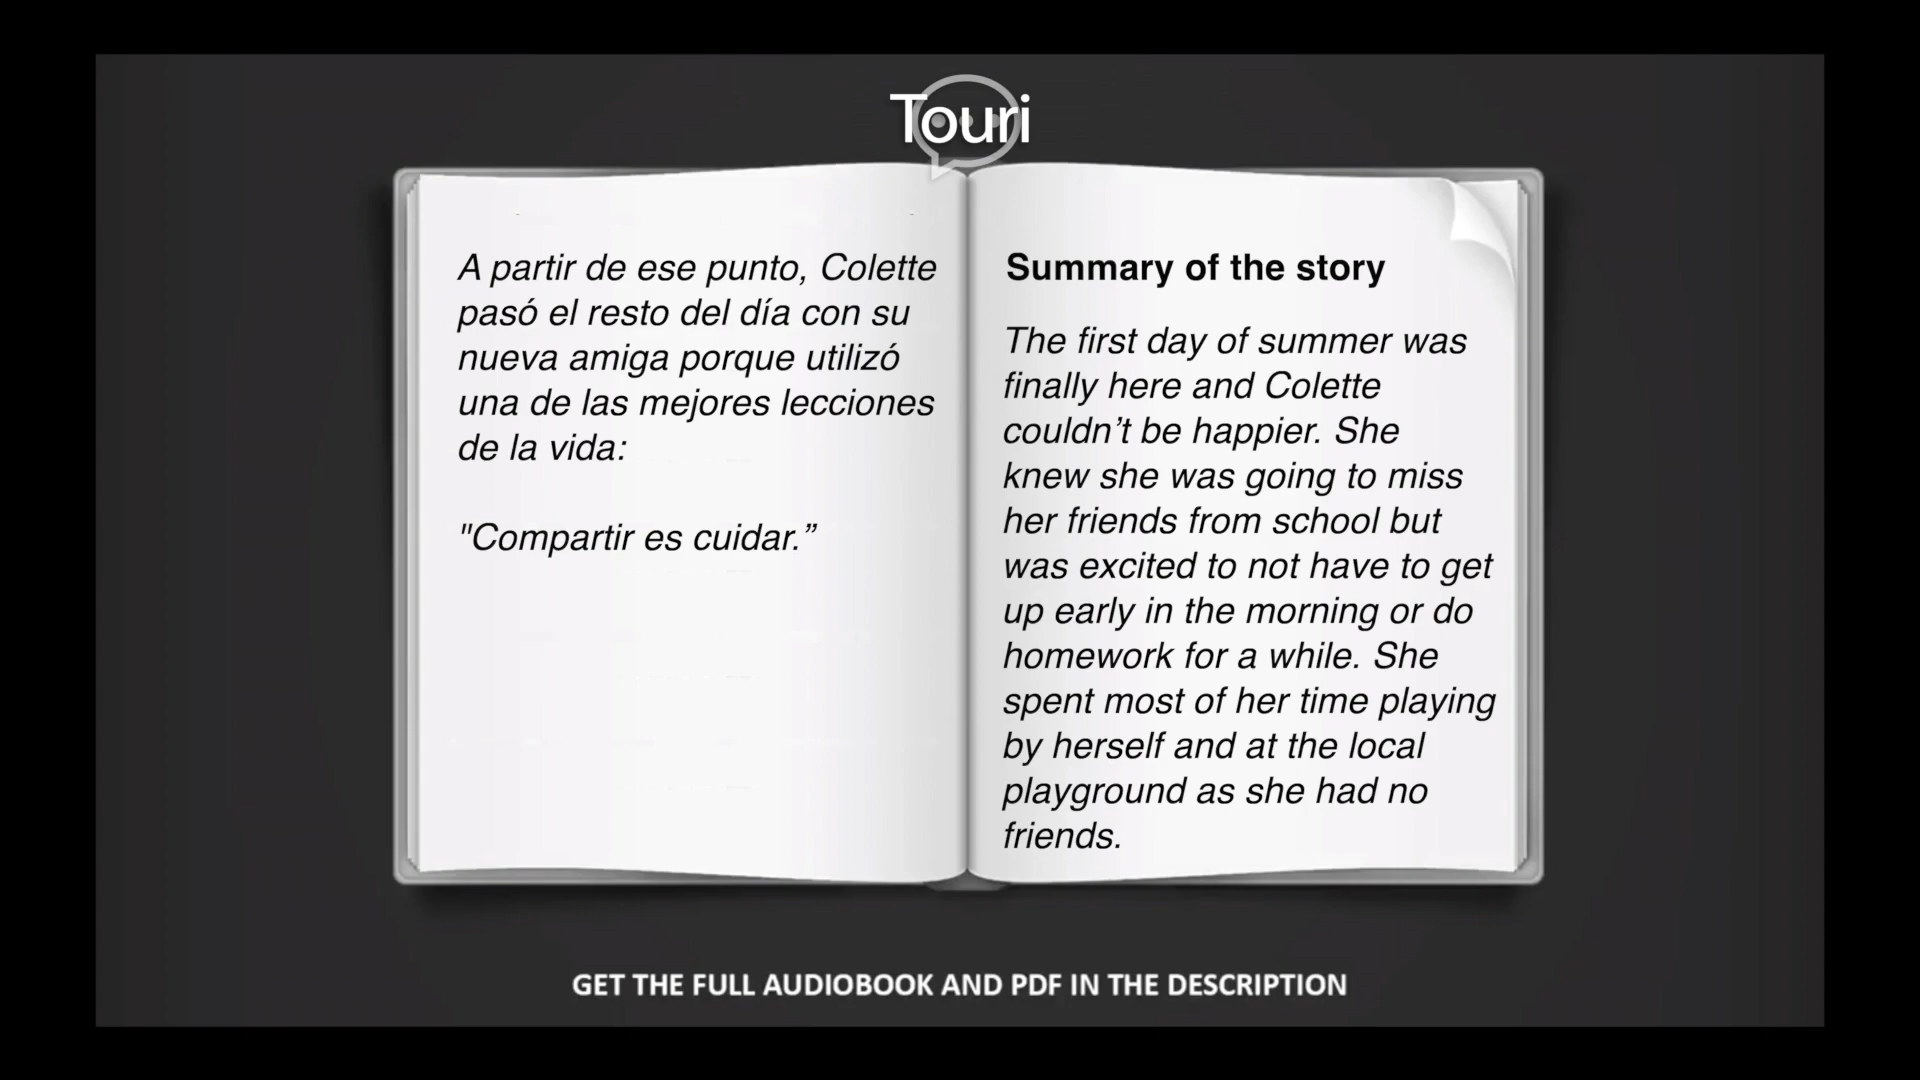 Touri
A partir de ese punto, Colette
pasó el resto del día con su
nueva amiga porque utilizó
una de las mejores lecciones
de la vida:
"Compartir es cuidar.”
Summary of the story
The first day of summer was
finally here and Colette
couldn’t be happier. She
knew she was going to miss
her friends from school but
was excited to not have to get
up early in the morning or do
homework for a while. She
spent most of her time playing
by herself and at the local
playground as she had no
friends.
GET THE FULL AUDIOBOOK AND PDF IN THE DESCRIPTION